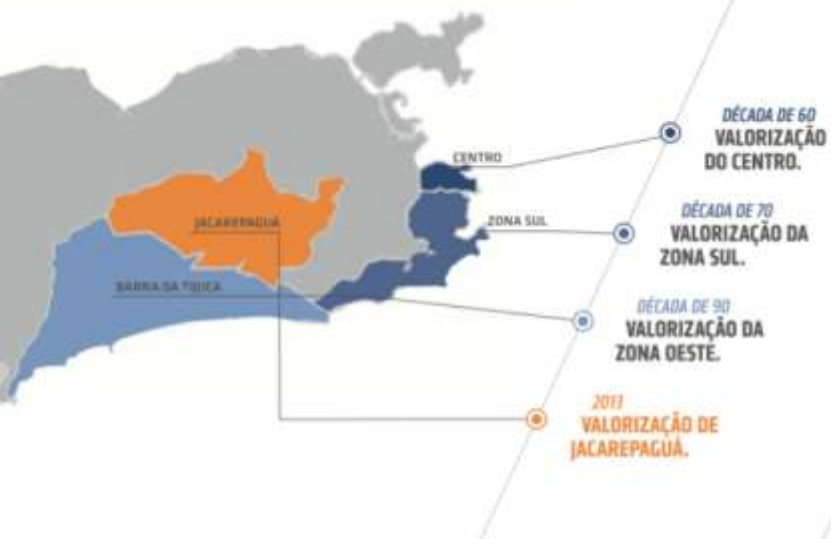 CENTRO
JACAREPAGUÁ
ZONA SUL
BARRA DA TIJUCA
DÉCADA DE 60
VALORIZAÇÃO
DO CENTRO.
DÉCADA DE 70
VALORIZAÇÃO DA
ZONA SUL.
DÉCADA DE 90
VALORIZAÇÃO DA
ZONA OESTE.
2013
VALORIZAÇÃO DE
JACAREPAGUÁ.